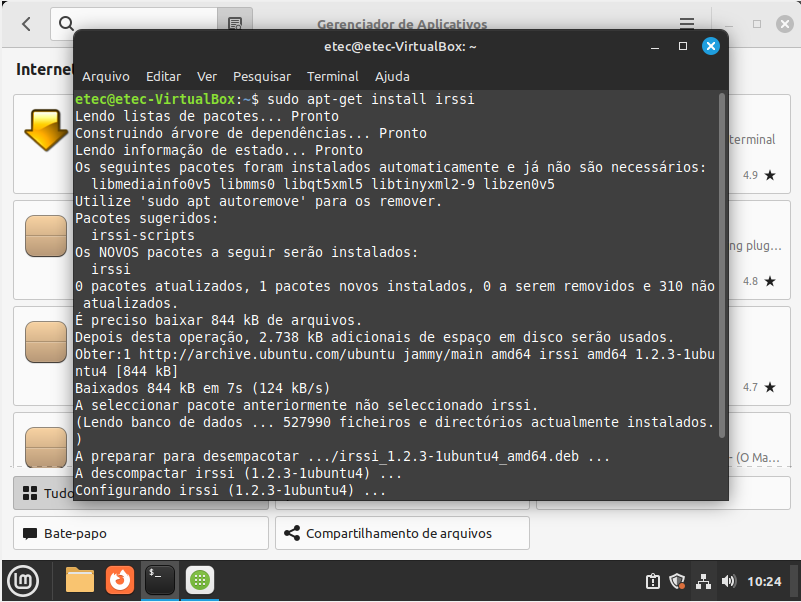 Gerenciador de Aplicativos
etec@etec-VirtualBox: ~
Arquivo Editar Ver Pesquisar Terminal Ajuda
etec@etec-VirtualBox:~$ sudo apt-get install irssi
Lendo listas de pacotes... Pronto
Construindo árvore de dependências... Pronto
Lendo informação de estado... Pronto
Os seguintes pacotes foram instalados automaticamente e já não são necessários:
libmediainfo0v5 libmms0 libqt5xml5 libtinyxml2-9 libzen0v5
Utilize 'sudo apt autoremove' para os remover.
Pacotes sugeridos:
irssi-scripts
Os NOVOS pacotes a seguir serão instalados:
irssi
0 pacotes atualizados, 1 pacotes novos instalados, 0 a serem removidos e 310 não
atualizados.
É preciso baixar 844 kB de arquivos.
Depois desta operação, 2.738 kB adicionais de espaço em disco serão usados.
Obter:1 http://archive.ubuntu.com/ubuntu jammy/main amd64 irssi amd64 1.2.3-1ubu
ntu4 [844 kB]
Baixados 844 kB em 7s (124 kB/s)
A seleccionar pacote anteriormente não seleccionado irssi.
(Lendo banco de dados ... 527990 ficheiros e directórios actualmente instalados.
)
A preparar para desempacotar .../irssi_1.2.3-1ubuntu4_amd64.deb ...
A descompactar irssi (1.2.3-1ubuntu4) ...
Configurando irssi (1.2.3-1ubuntu4) ...
Interne
terminal
4.9 ★
ng plug...
4.8 ★
4.7 ★
- (O Ma...
Tudo
Bate-papo
Compartilhamento de arquivos
10:24